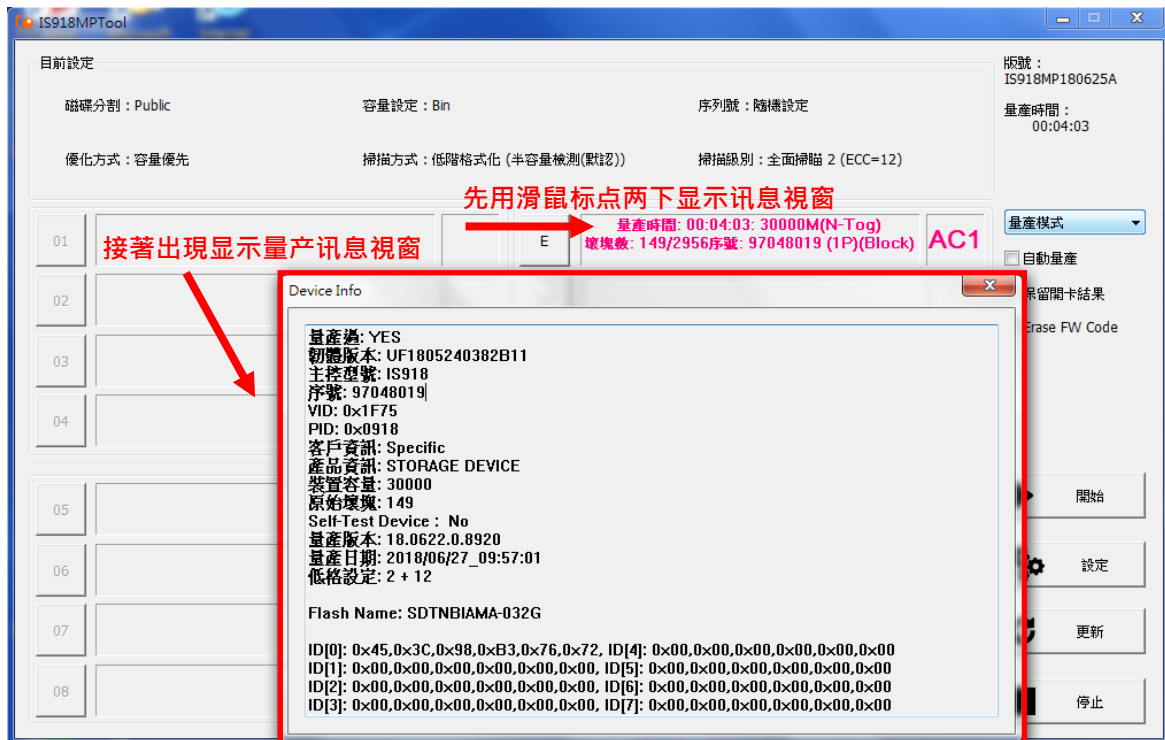 IS918MPTool
目前設定
磁碟分割：Public
容量設定：Bin
序列號：隨機設定
優化方式：容量優先
掃描方式：低階格式化 (半容量檢測(默認))
掃描級別：全面掃瞄 2 (ECC=12)
版號：
IS918MP180625A
量產時間：
00:04:03
先用滑鼠标点两下显示讯息視窗
01
接著出現显示量产讯息視窗
E
量產時間: 00:04:03: 30000M(N-Tog)
壞塊數: 149/2956序號: 97048019 (1P)(Block)
AC1
量產模式
自動量產
保留開卡結果
Erase FW Code
02
03
04
05
06
07
08
Device Info
量產過: YES
韌體版本: UF1805240382B11
主控型號: IS918
序號: 97048019
VID: 0x1F75
PID: 0x0918
客戶資訊: Specific
產品資訊: STORAGE DEVICE
裝置容量: 30000
原始壞塊: 149
Self-Test Device : No
量產版本: 18.0622.0.8920
量產日期: 2018/06/27_09:57:01
低格設定: 2 + 12
Flash Name: SDTNBIAMA-032G
ID[0]: 0x45,0x3C,0x98,0xB3,0x76,0x72, ID[4]: 0x00,0x00,0x00,0x00,0x00,0x00
ID[1]: 0x00,0x00,0x00,0x00,0x00,0x00, ID[5]: 0x00,0x00,0x00,0x00,0x00,0x00
ID[2]: 0x00,0x00,0x00,0x00,0x00,0x00, ID[6]: 0x00,0x00,0x00,0x00,0x00,0x00
ID[3]: 0x00,0x00,0x00,0x00,0x00,0x00, ID[7]: 0x00,0x00,0x00,0x00,0x00,0x00
開始
設定
更新
停止